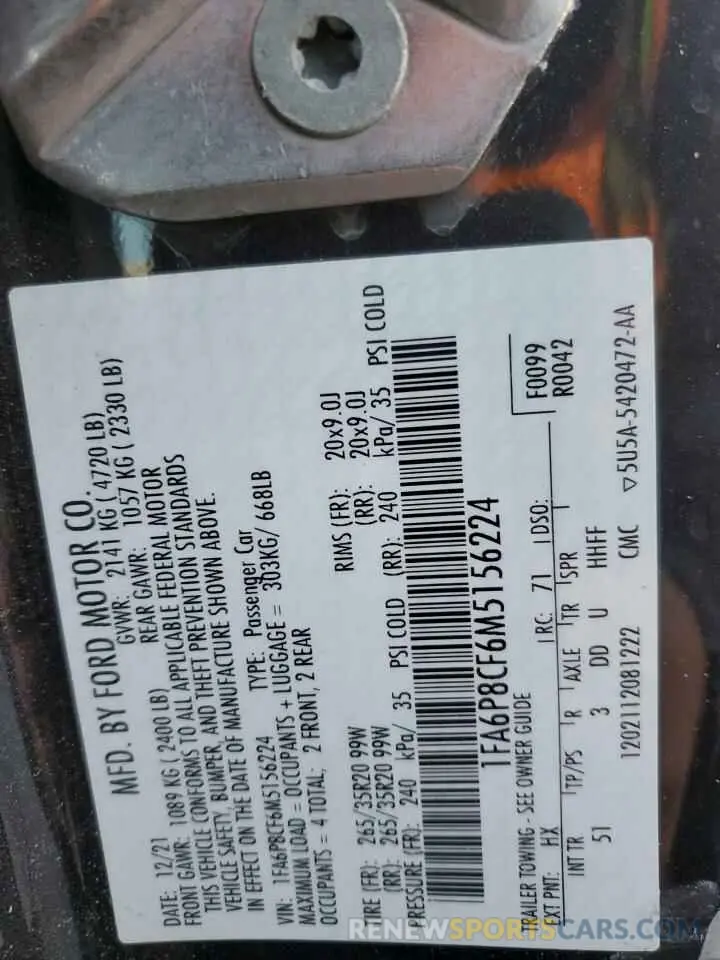 MFD. BY FORD MOTOR CO.
DATE: 12/21 GVWR: 2141 KG ( 4720 LB)
FRONT GAWR: 1089 KG ( 2400 LB) REAR GAWR: 1057 KG ( 2330 LB)
THIS VEHICLE CONFORMS TO ALL APPLICABLE FEDERAL MOTOR
VEHICLE SAFETY, BUMPER, AND THEFT PREVENTION STANDARDS
IN EFFECT ON THE DATE OF MANUFACTURE SHOWN ABOVE.
VIN: 1FA6P8CF6M5156224 TYPE: Passenger Car
MAXIMUM LOAD = OCCUPANTS + LUGGAGE = 303KG/ 668LB
OCCUPANTS = 4 TOTAL: 2 FRONT, 2 REAR
TIRE (FR): 265/35R20 99W RIMS (FR): 20x9.0J
(RR): 265/35R20 99W (RR): 20x9.0J
PRESSURE (FR): 240 kPa/ 35 PSI COLD (RR): 240 kPa/ 35 PSI COLD
1FA6P8CF6M5156224
TRAILER TOWING - SEE OWNER GUIDE
F0099
R0042
EXT PNT: HX RC: 71 DSO:
INT TR TP/PS R AXLE TR SPR
51 3 DD U HHFF
12021112081222 CMC ▽5U5A-5420472-AA
RENEWSPORTSCARS.COM